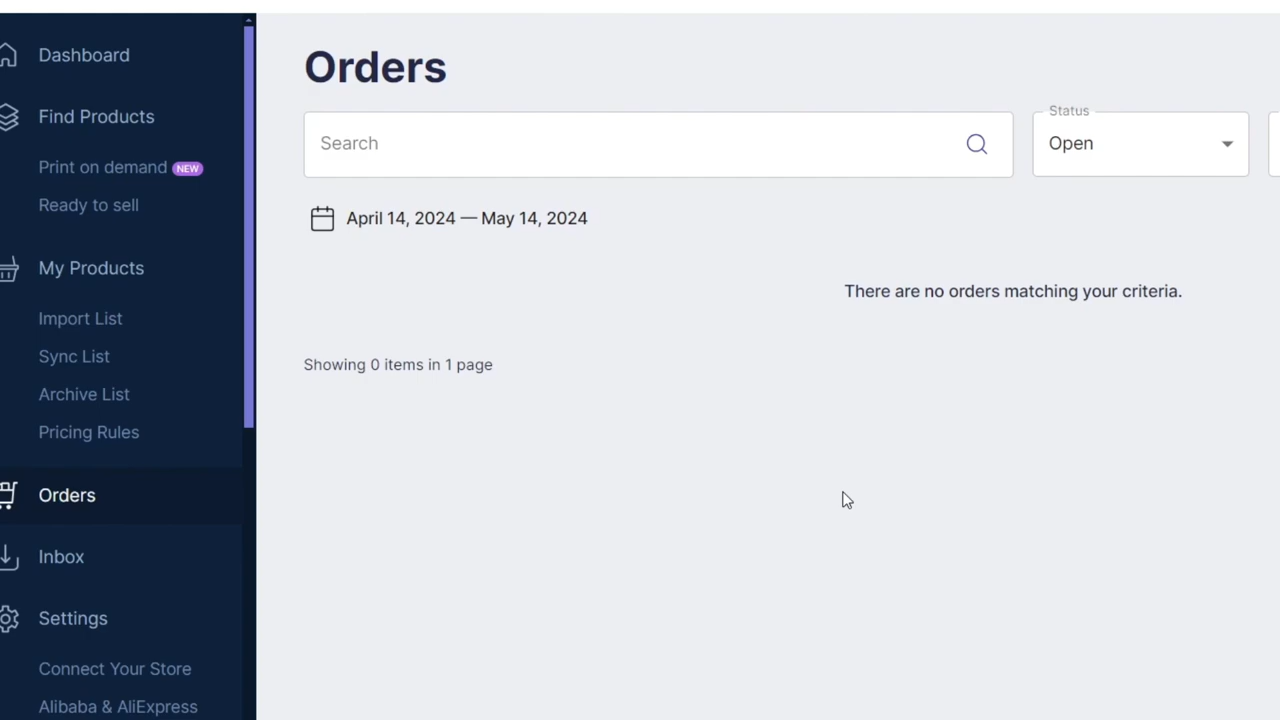 Dashboard
Find Products
Print on demand NEW
Ready to sell
My Products
Import List
Sync List
Archive List
Pricing Rules
Orders
Inbox
Settings
Connect Your Store
Alibaba & AliExpress
Orders
Search
Status
Open
April 14, 2024 — May 14, 2024
There are no orders matching your criteria.
Showing 0 items in 1 page